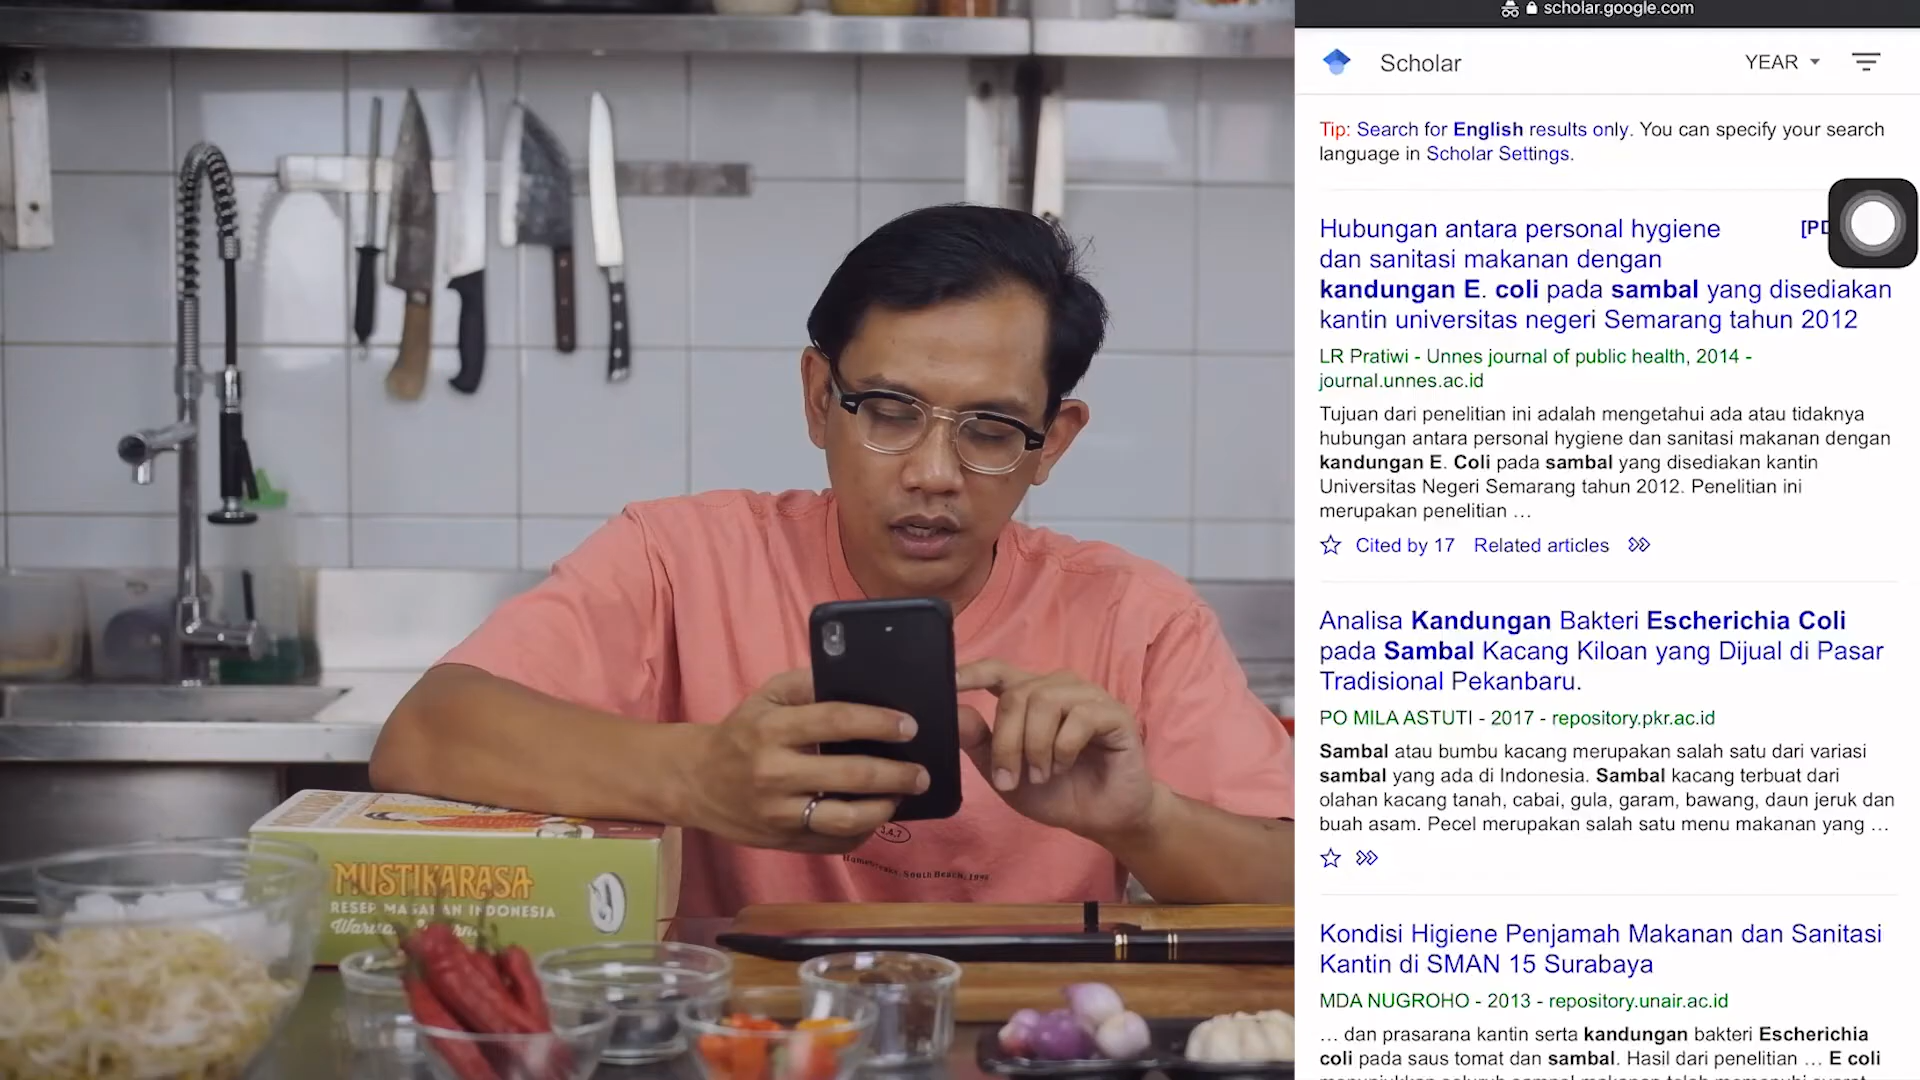 scholar.google.com
Scholar
YEAR
Tip: Search for English results only. You can specify your search
language in Scholar Settings.
Hubungan antara personal hygiene
dan sanitasi makanan dengan
kandungan E. coli pada sambal yang disediakan
kantin universitas negeri Semarang tahun 2012
LR Pratiwi - Unnes journal of public health, 2014 -
journal.unnes.ac.id
Tujuan dari penelitian ini adalah mengetahui ada atau tidaknya
hubungan antara personal hygiene dan sanitasi makanan dengan
kandungan E. Coli pada sambal yang disediakan kantin
Universitas Negeri Semarang tahun 2012. Penelitian ini
merupakan penelitian …
Cited by 17 Related articles
Analisa Kandungan Bakteri Escherichia Coli
pada Sambal Kacang Kiloan yang Dijual di Pasar
Tradisional Pekanbaru.
PO MILA ASTUTI - 2017 - repository.pkr.ac.id
Sambal atau bumbu kacang merupakan salah satu dari variasi
sambal yang ada di Indonesia. Sambal kacang terbuat dari
olahan kacang tanah, cabai, gula, garam, bawang, daun jeruk dan
buah asam. Pecel merupakan salah satu menu makanan yang …
Kondisi Higiene Penjamah Makanan dan Sanitasi
Kantin di SMAN 15 Surabaya
MDA NUGROHO - 2013 - repository.unair.ac.id
… dan prasarana kantin serta kandungan bakteri Escherichia
coli pada saus tomat dan sambal. Hasil dari penelitian … E coli
MUSTIKARASA
RESEP MASAKAN INDONESIA